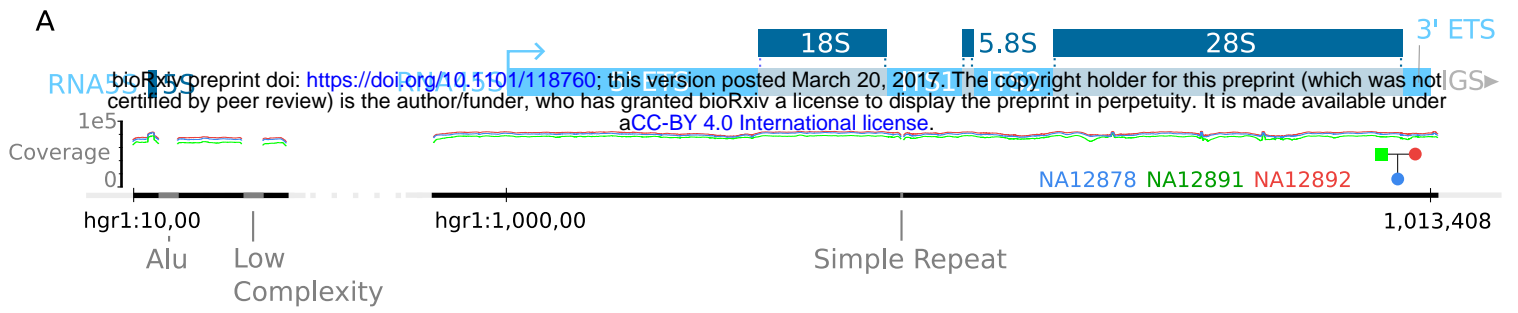 A
18S
5.8S
28S
3' ETS
RNA5S
5S
bioRxiv preprint doi: https://doi.org/10.1101/118760; this version posted March 20, 2017. The copyright holder for this preprint (which was not
IGS
certified by peer review) is the author/funder, who has granted bioRxiv a license to display the preprint in perpetuity. It is made available under
aCC-BY 4.0 International license.
1e5
Coverage
0
NA12878 NA12891 NA12892
hgr1:10,00
hgr1:1,000,00
1,013,408
Alu
Low
Complexity
Simple Repeat